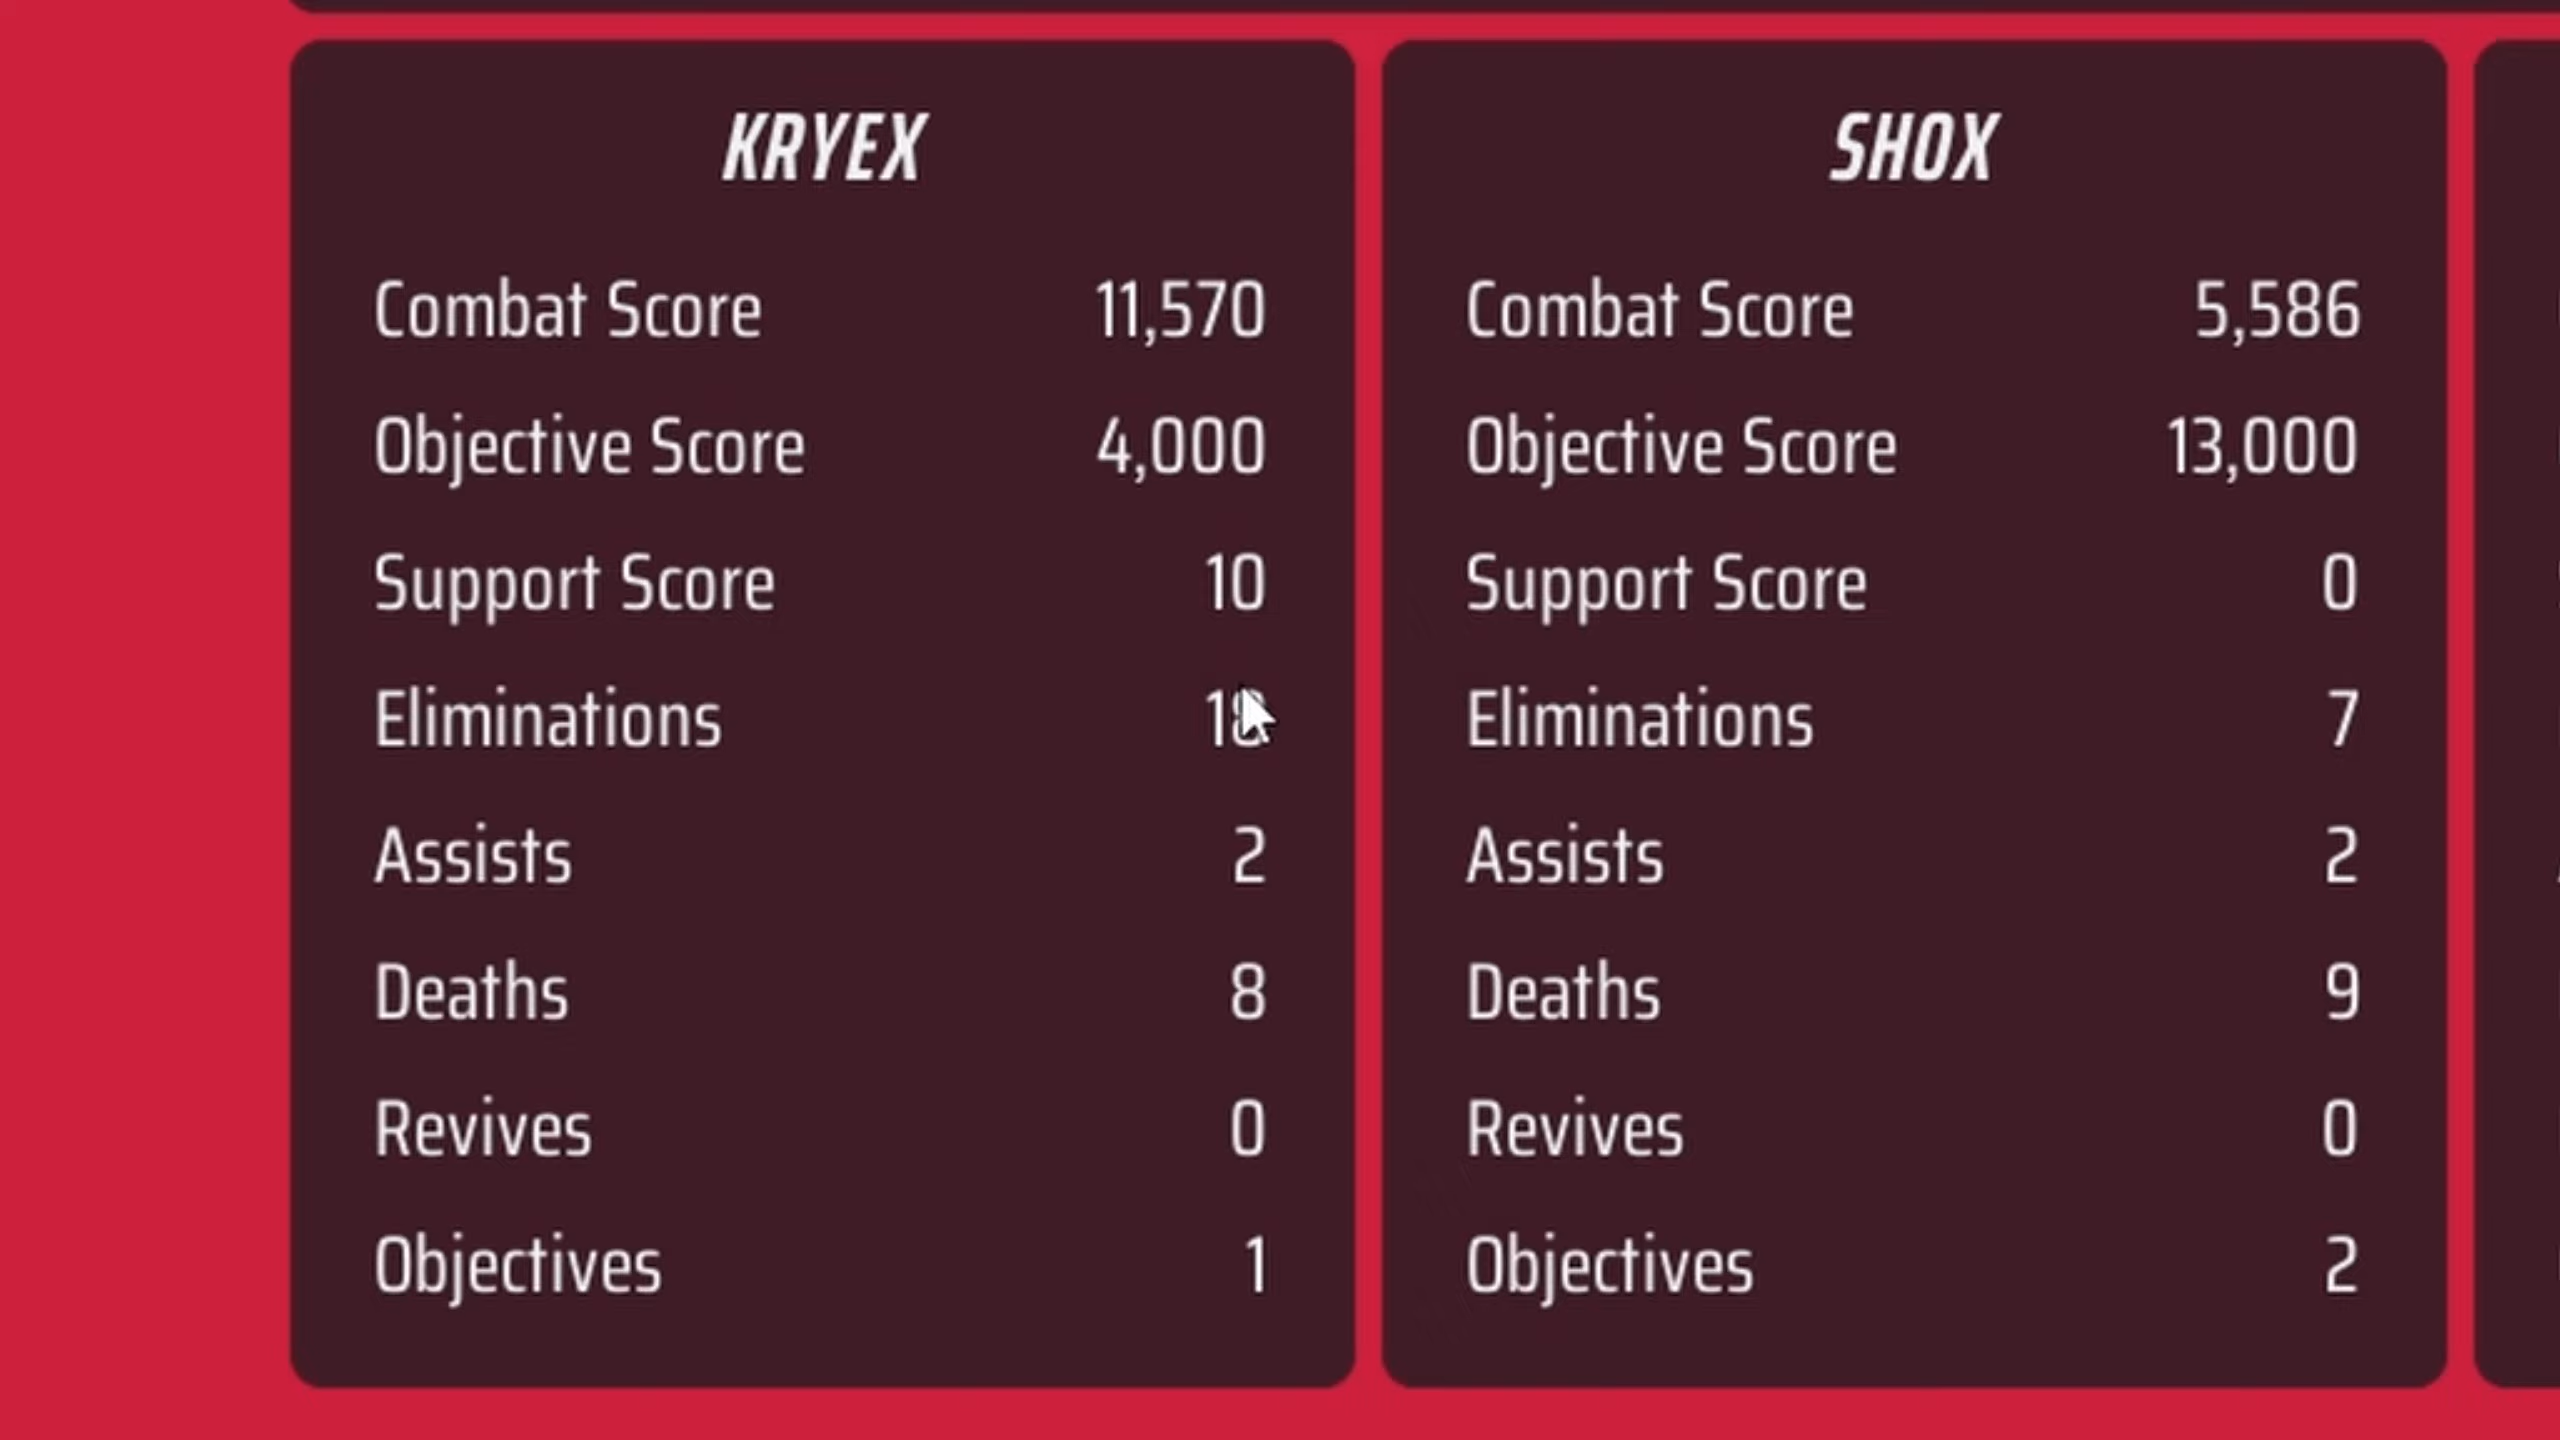 KRYEX
Combat Score 11,570
Objective Score 4,000
Support Score 10
Eliminations 18
Assists 2
Deaths 8
Revives 0
Objectives 1
SHOX
Combat Score 5,586
Objective Score 13,000
Support Score 0
Eliminations 7
Assists 2
Deaths 9
Revives 0
Objectives 2